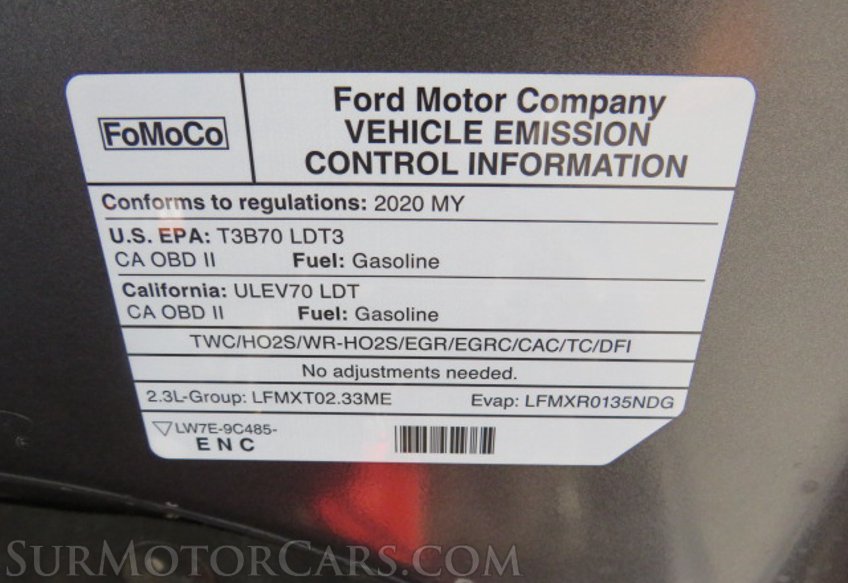 FoMoCo
Ford Motor Company
VEHICLE EMISSION
CONTROL INFORMATION
Conforms to regulations: 2020 MY
U.S. EPA: T3B70 LDT3
CA OBD II Fuel: Gasoline
California: ULEV70 LDT
CA OBD II Fuel: Gasoline
TWC/HO2S/WR-HO2S/EGR/EGRC/CAC/TC/DFI
No adjustments needed.
2.3L-Group: LFMXT02.33ME Evap: LFMXR0135NDG
LW7E-9C485-
ENC
SurMotorCars.com